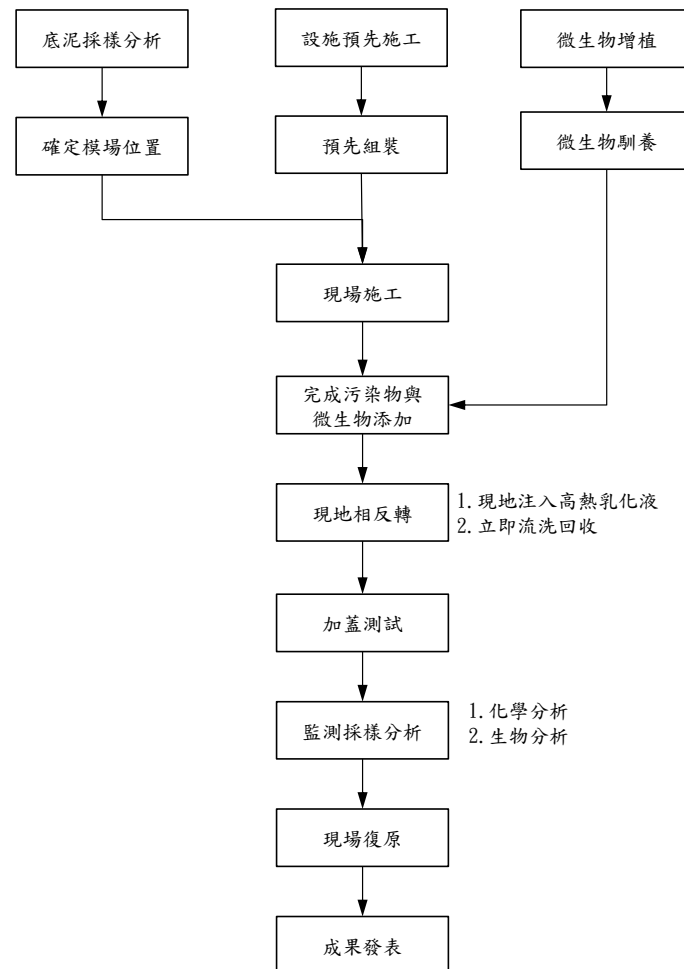 底泥採樣分析
設施預先施工
微生物增植
確定模場位置
預先組裝
微生物馴養
現場施工
完成污染物與
微生物添加
現地相反轉
1.現地注入高熱乳化液
2.立即流洗回收
加蓋測試
監測採樣分析
1.化學分析
2.生物分析
現場復原
成果發表